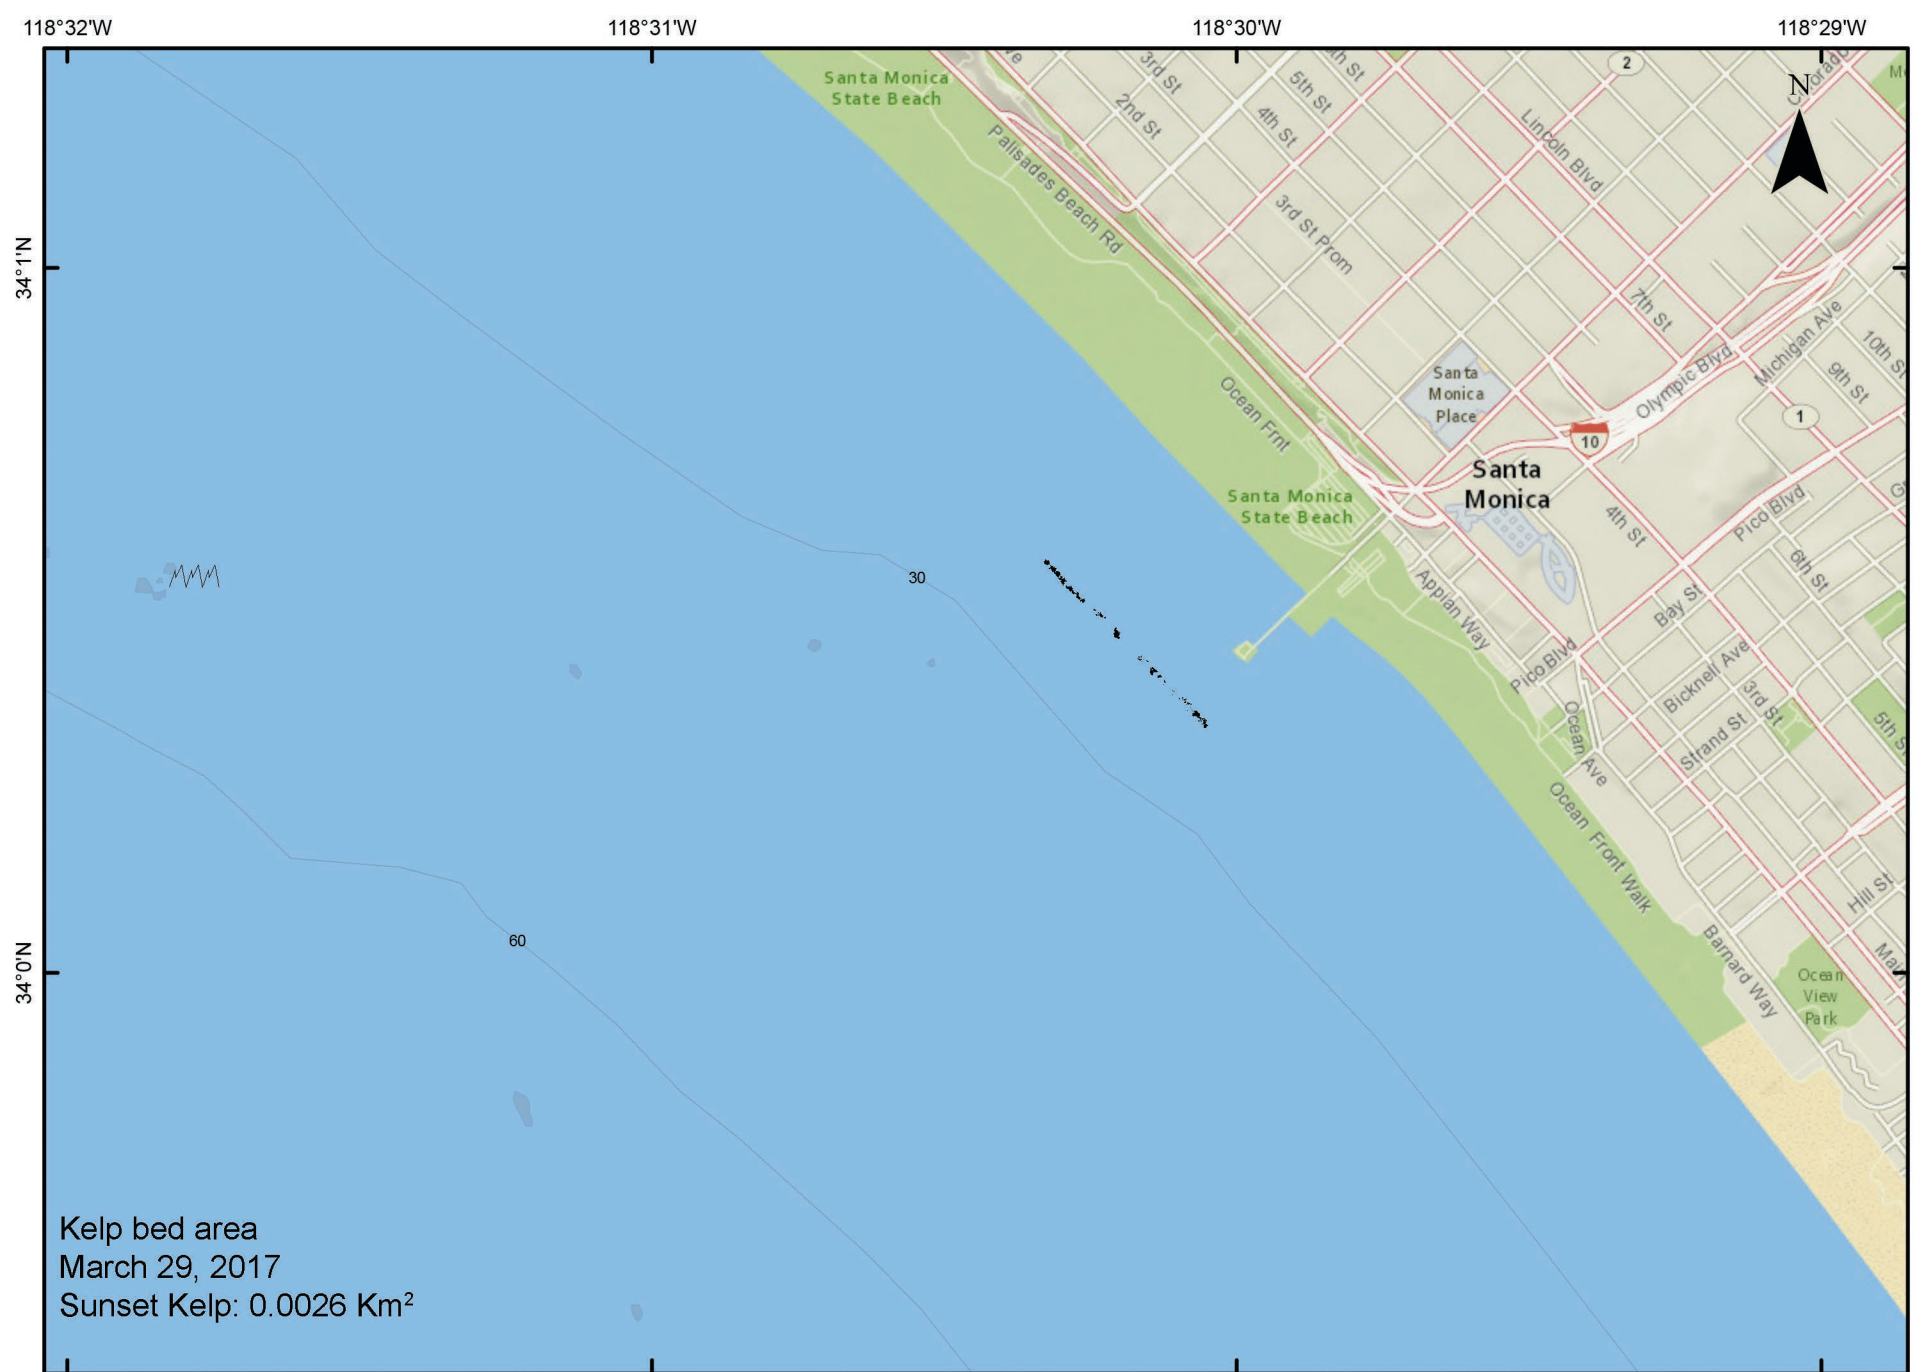 118°32'W
118°31'W
118°30'W
118°29'W
34°1'N
34°0'N
N
Santa Monica
State Beach
Palisades Beach Rd
3rd St
2nd St
5th St
4th St
3rd St Prom
Lincoln Blvd
2
7th St
Michigan Ave
Olympic Blvd
10th St
9th St
1
10
Santa
Monica
Place
Ocean Frnt
Santa
Monica
Santa Monica
State Beach
4th St
Pico Blvd
6th St
Appian Way
Bay St
Pico Blvd
Bicknell Ave
3rd St
Strand St
5th S
Ocean Ave
Ocean Front Walk
Hill St
Main
Barnard Way
Ocean
View
Park
30
60
Kelp bed area
March 29, 2017
Sunset Kelp: 0.0026 Km²